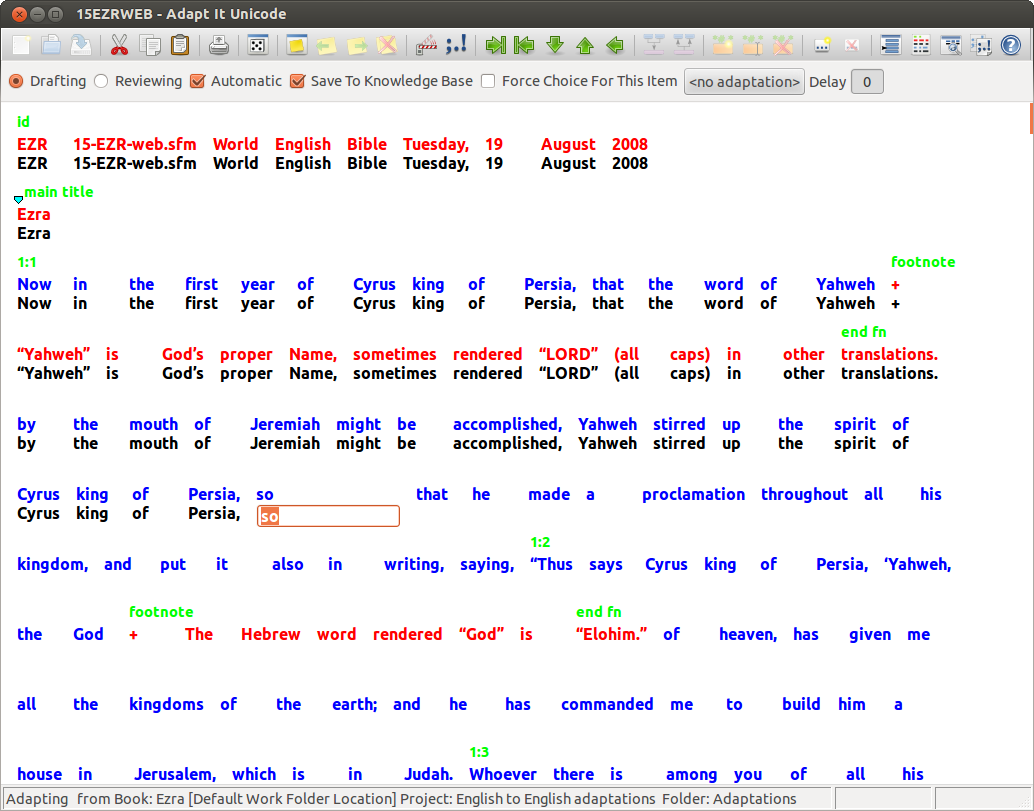 15EZRWEB - Adapt It Unicode
Drafting Reviewing Automatic Save To Knowledge Base Force Choice For This Item <no adaptation> Delay 0
id
EZR 15-EZR-web.sfm World English Bible Tuesday, 19 August 2008
EZR 15-EZR-web.sfm World English Bible Tuesday, 19 August 2008
main title
Ezra
Ezra
1:1 footnote
Now in the first year of Cyrus king of Persia, that the word of Yahweh +
Now in the first year of Cyrus king of Persia, that the word of Yahweh +
end fn
“Yahweh” is God’s proper Name, sometimes rendered “LORD” (all caps) in other translations.
“Yahweh” is God’s proper Name, sometimes rendered “LORD” (all caps) in other translations.
by the mouth of Jeremiah might be accomplished, Yahweh stirred up the spirit of
by the mouth of Jeremiah might be accomplished, Yahweh stirred up the spirit of
Cyrus king of Persia, so that he made a proclamation throughout all his
Cyrus king of Persia, so
1:2
kingdom, and put it also in writing, saying, “Thus says Cyrus king of Persia, ‘Yahweh,
footnote end fn
the God + The Hebrew word rendered “God” is “Elohim.” of heaven, has given me
all the kingdoms of the earth; and he has commanded me to build him a
1:3
house in Jerusalem, which is in Judah. Whoever there is among you of all his
Adapting from Book: Ezra [Default Work Folder Location] Project: English to English adaptations Folder: Adaptations